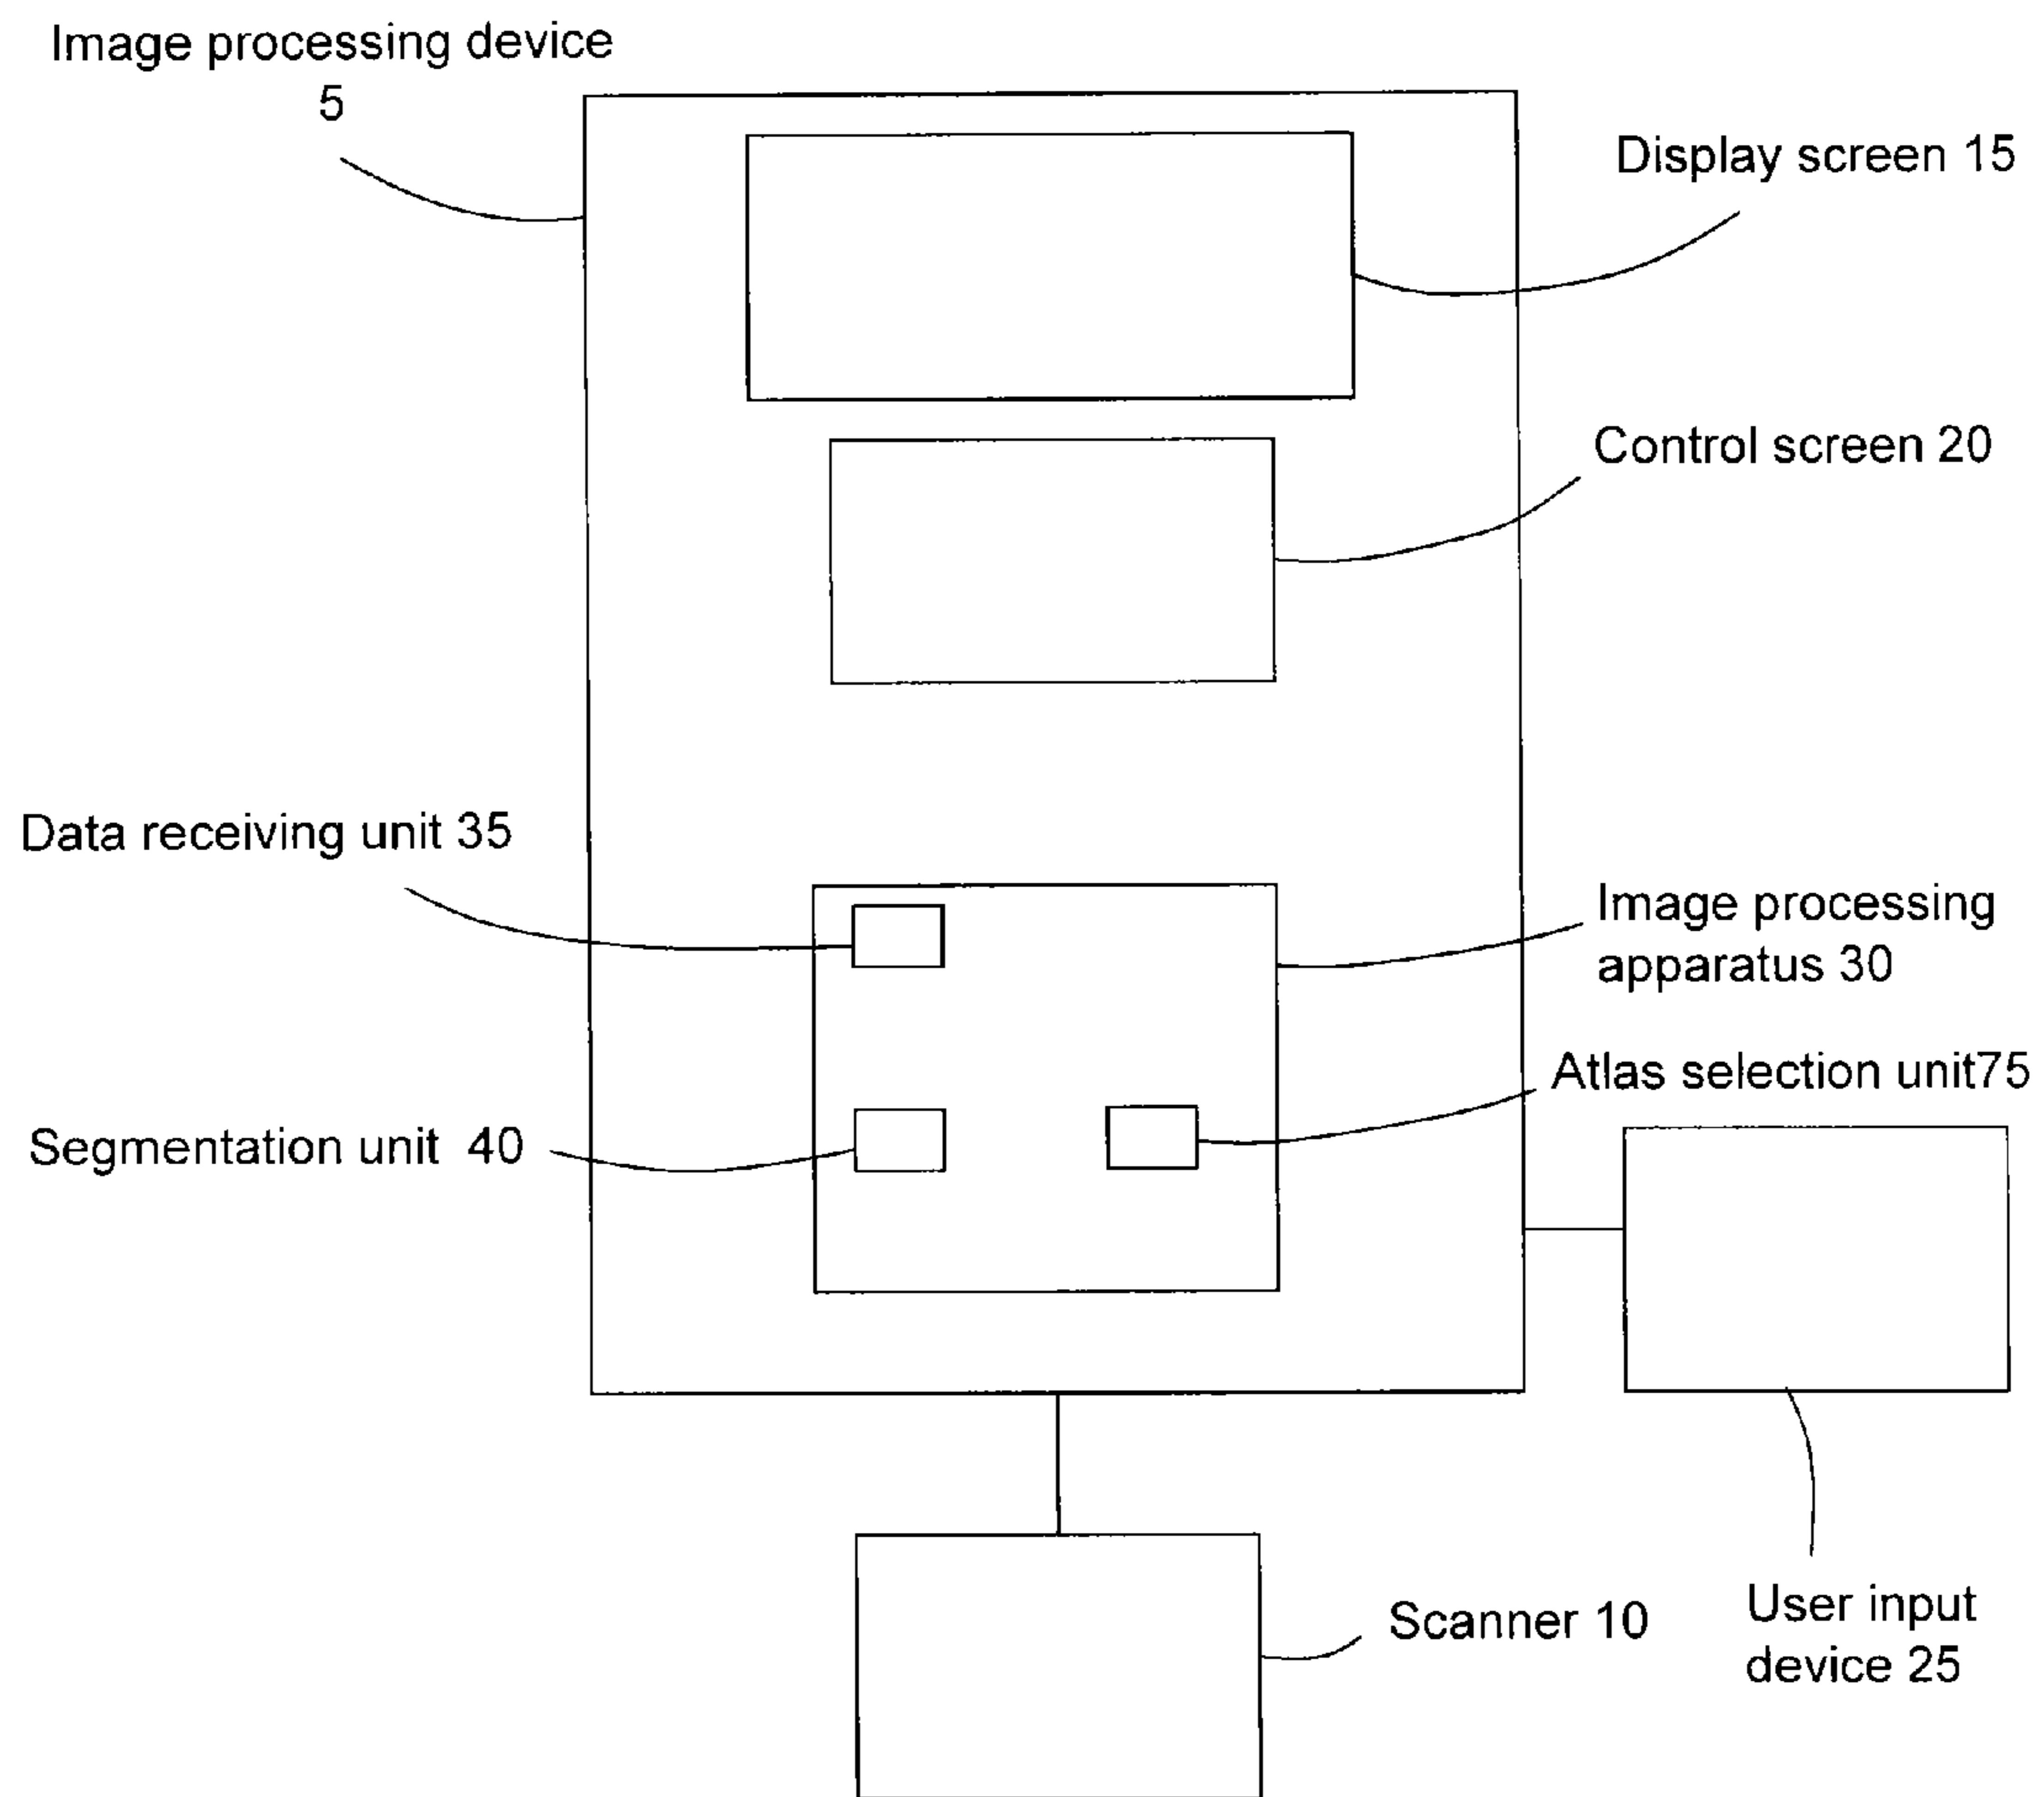 Image processing device
5
Display screen 15
Control screen 20
Data receiving unit 35
Image processing
apparatus 30
Atlas selection unit75
Segmentation unit 40
Scanner 10
User input
device 25